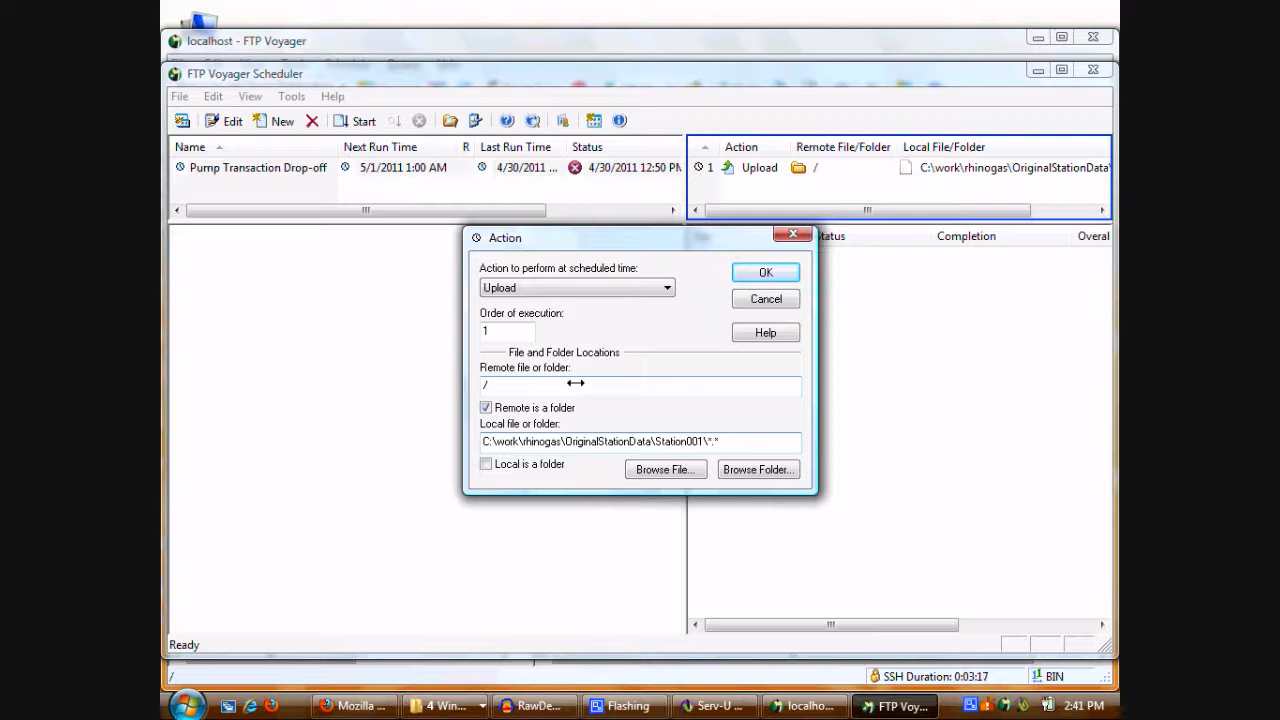 localhost - FTP Voyager
FTP Voyager Scheduler
File Edit View Tools Help
Edit New Start
Name Next Run Time R Last Run Time Status
Pump Transaction Drop-off 5/1/2011 1:00 AM 4/30/2011 ... 4/30/2011 12:50 PM
Action Remote File/Folder Local File/Folder
1 Upload / C:\work\rhinogas\OriginalStationData\
Status Completion Overal
Action
Action to perform at scheduled time:
Upload
OK
Cancel
Order of execution:
1
Help
File and Folder Locations
Remote file or folder:
/
Remote is a folder
Local file or folder:
C:\work\rhinogas\OriginalStationData\Station001\*.*
Local is a folder
Browse File...
Browse Folder...
Ready
/
SSH Duration: 0:03:17
BIN
Mozilla ...
4 Win...
RawDe...
Flashing
Serv-U ...
localho...
FTP Voy...
2:41 PM